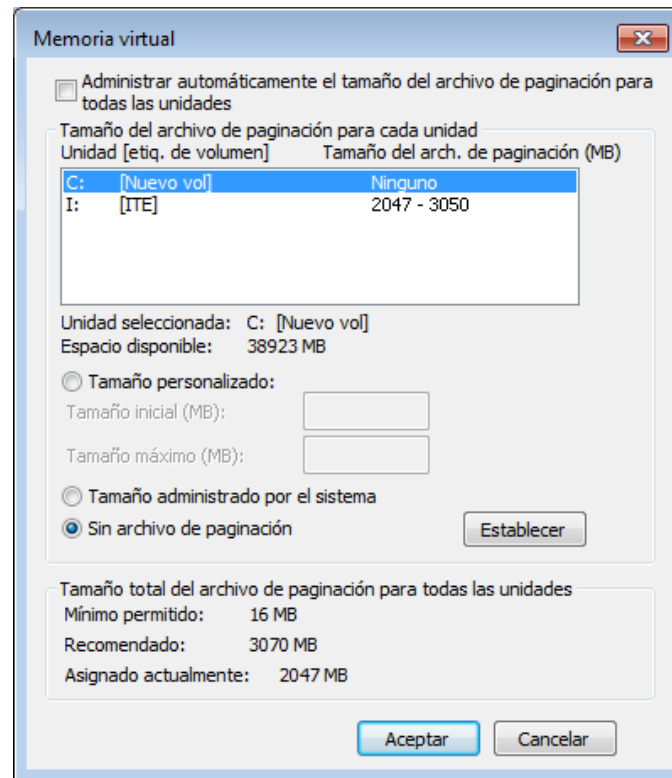 Memoria virtual
Administrar automáticamente el tamaño del archivo de paginación para
todas las unidades
Tamaño del archivo de paginación para cada unidad
Unidad [etiq. de volumen] Tamaño del arch. de paginación (MB)
C: [Nuevo vol] Ninguno
I: [ITE] 2047 - 3050
Unidad seleccionada: C: [Nuevo vol]
Espacio disponible: 38923 MB
Tamaño personalizado:
Tamaño inicial (MB):
Tamaño máximo (MB):
Tamaño administrado por el sistema
Sin archivo de paginación Establecer
Tamaño total del archivo de paginación para todas las unidades
Mínimo permitido: 16 MB
Recomendado: 3070 MB
Asignado actualmente: 2047 MB
Aceptar Cancelar